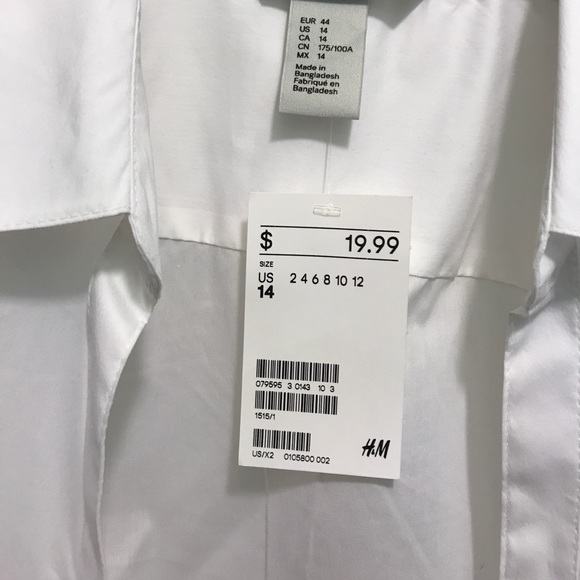 EUR 44
US 14
CA 14
CN 175/100A
MX 14
Made in
Bangladesh
Fabriqué en
Bangladesh
$ 19.99
SIZE
US 2 4 6 8 10 12
14
079595 3 0143 10 3
1515/1
US/X2 0105800 002
H&M